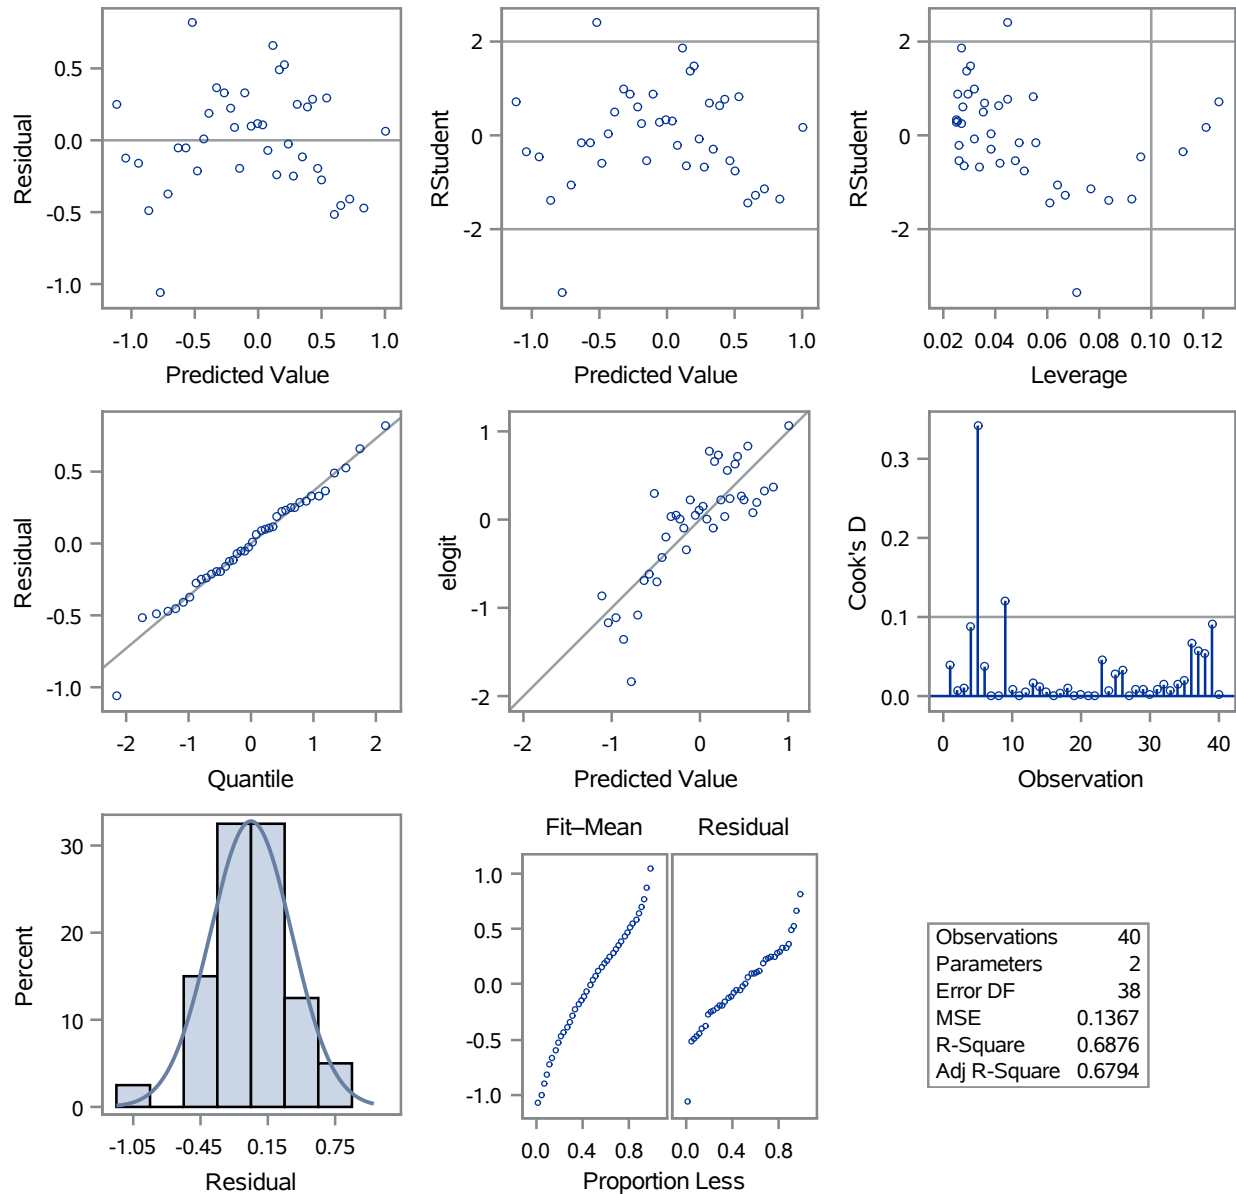 Residual
0.5
0.0
-0.5
-1.0
-1.0 -0.5 0.0 0.5 1.0
Predicted Value
RStudent
2
0
-2
-1.0 -0.5 0.0 0.5 1.0
Predicted Value
RStudent
2
0
-2
0.02 0.04 0.06 0.08 0.10 0.12
Leverage
Residual
0.5
0.0
-0.5
-1.0
-2 -1 0 1 2
Quantile
elogit
1
0
-1
-2
-2 -1 0 1
Predicted Value
Cook's D
0.3
0.2
0.1
0.0
0 10 20 30 40
Observation
Percent
30
20
10
0
-1.05 -0.45 0.15 0.75
Residual
Fit–Mean Residual
1.0
0.5
0.0
-0.5
-1.0
0.0 0.4 0.8 0.0 0.4 0.8
Proportion Less
Observations 40
Parameters 2
Error DF 38
MSE 0.1367
R-Square 0.6876
Adj R-Square 0.6794